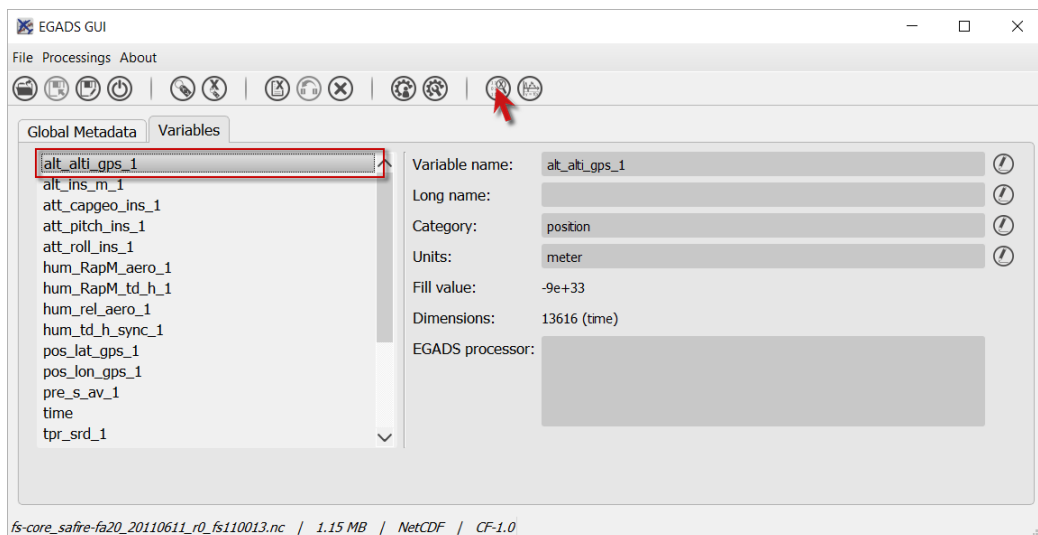 EGADS GUI
File Processings About
Global Metadata Variables
alt_alti_gps_1
alt_ins_m_1
att_capgeo_ins_1
att_pitch_ins_1
att_roll_ins_1
hum_RapM_aero_1
hum_RapM_td_h_1
hum_rel_aero_1
hum_td_h_sync_1
pos_lat_gps_1
pos_lon_gps_1
pre_s_av_1
time
tpr_srd_1
Variable name: alt_alti_gps_1
Long name:
Category: position
Units: meter
Fill value: -9e+33
Dimensions: 13616 (time)
EGADS processor:
fs-core_safire-fa20_20110611_r0_fs110013.nc | 1.15 MB | NetCDF | CF-1.0